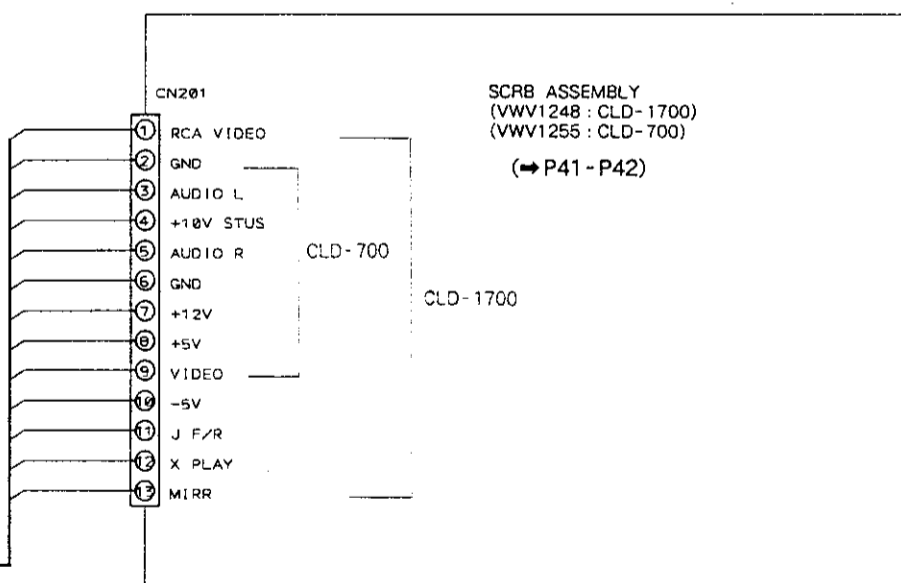 CN201
SCRB ASSEMBLY
(VWV1248 : CLD-1700)
(VWV1255 : CLD-700)
(➡ P41 - P42)
1 RCA VIDEO
2 GND
3 AUDIO L
4 +10V STUS
5 AUDIO R
6 GND
7 +12V
8 +5V
9 VIDEO
10 -5V
11 J F/R
12 X PLAY
13 MIRR
CLD-700
CLD-1700